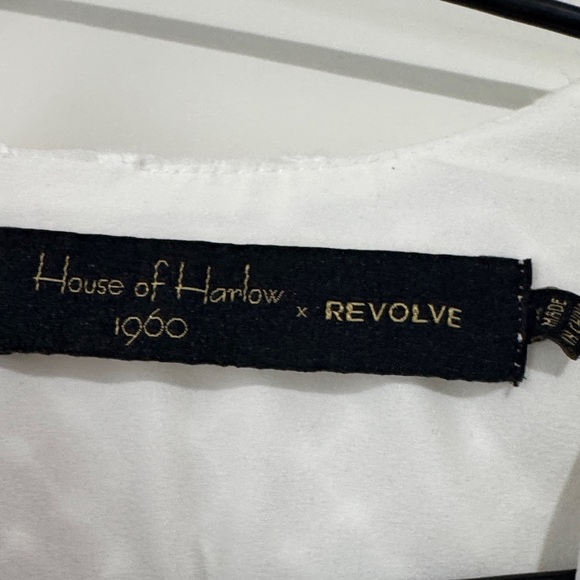 House of Harlow
1960
x REVOLVE
MADE
IN CHINA